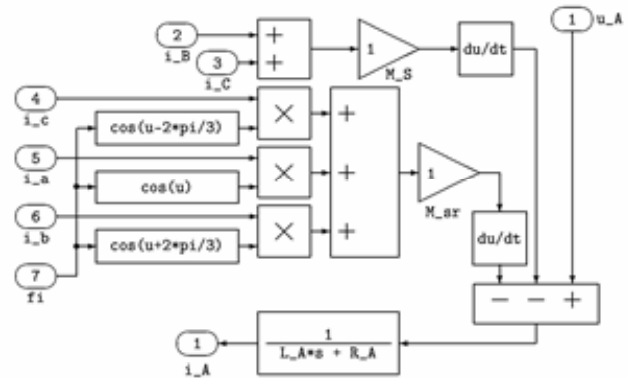 2
i_B
+
+
3
i_C
1
M_S
du/dt
1
u_A
4
i_c
cos(u-2*pi/3)
×
+
5
i_a
cos(u)
×
+
1
M_sr
6
i_b
cos(u+2*pi/3)
×
+
du/dt
7
fi
− − +
1
i_A
1
L_A*s + R_A